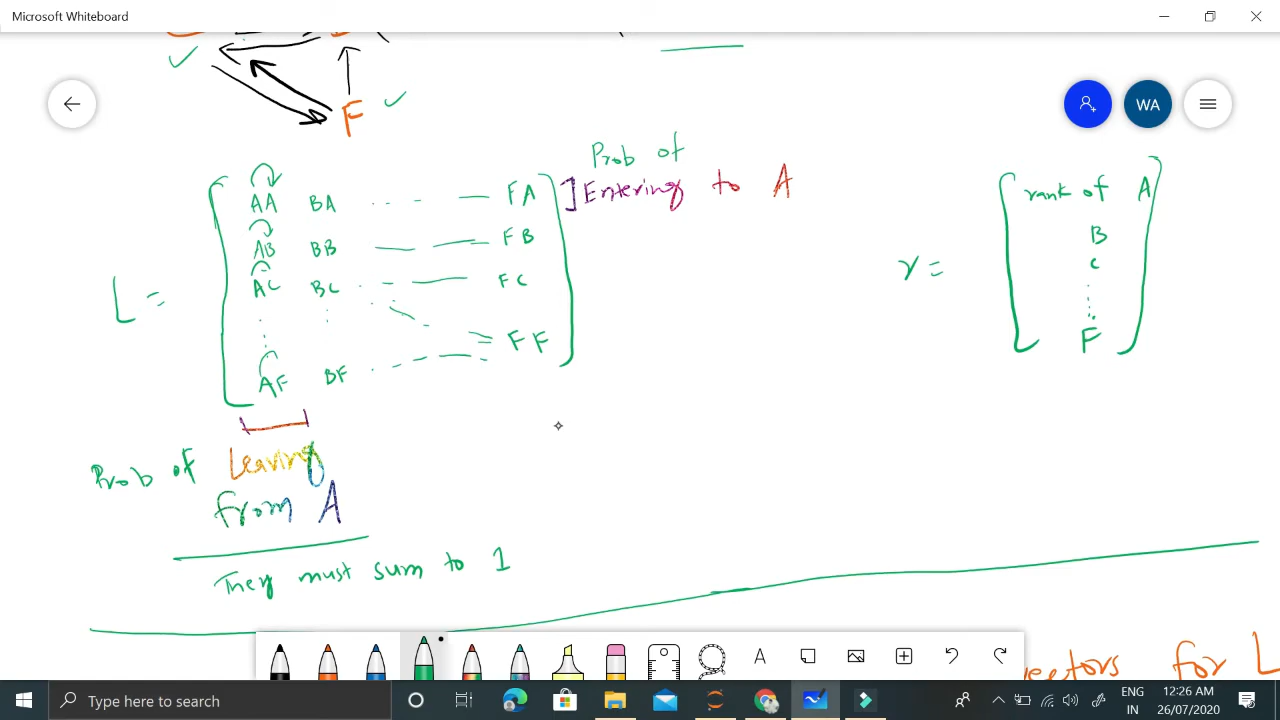 Microsoft Whiteboard
WA
F
Prob of
Entering to A
L =
AA BA FA
AB BB FB
AC BC FC
FF
AF BF
r =
rank of A
B
C
F
Prob of Leaving
from A
They must sum to 1
vectors for L
A
Type here to search
ENG
IN
12:26 AM
26/07/2020